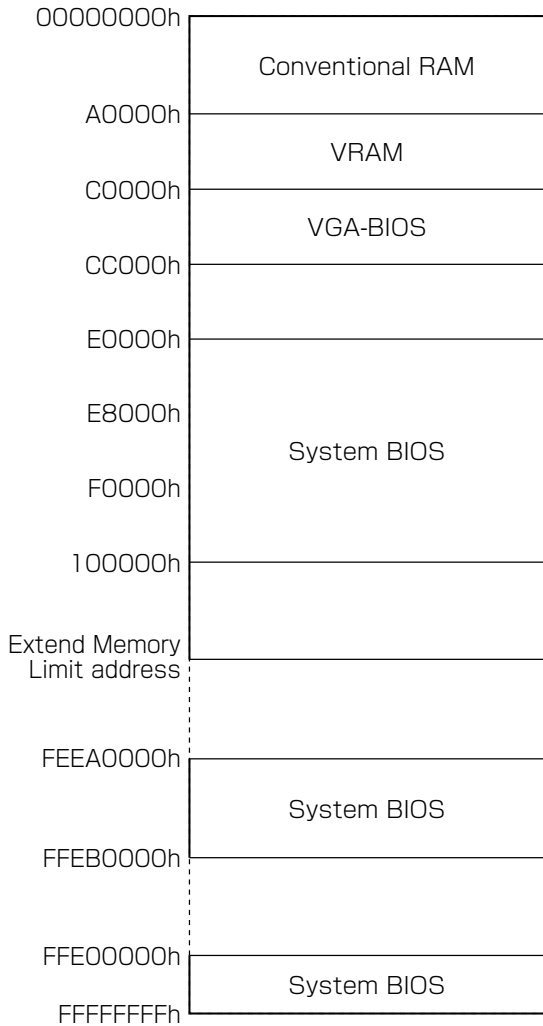 00000000h
Conventional RAM
A0000h
VRAM
C0000h
VGA-BIOS
CC000h
E0000h
E8000h
System BIOS
F0000h
100000h
Extend Memory
Limit address
FEEA0000h
System BIOS
FFEB0000h
FFE00000h
System BIOS
FFFFFFFFh